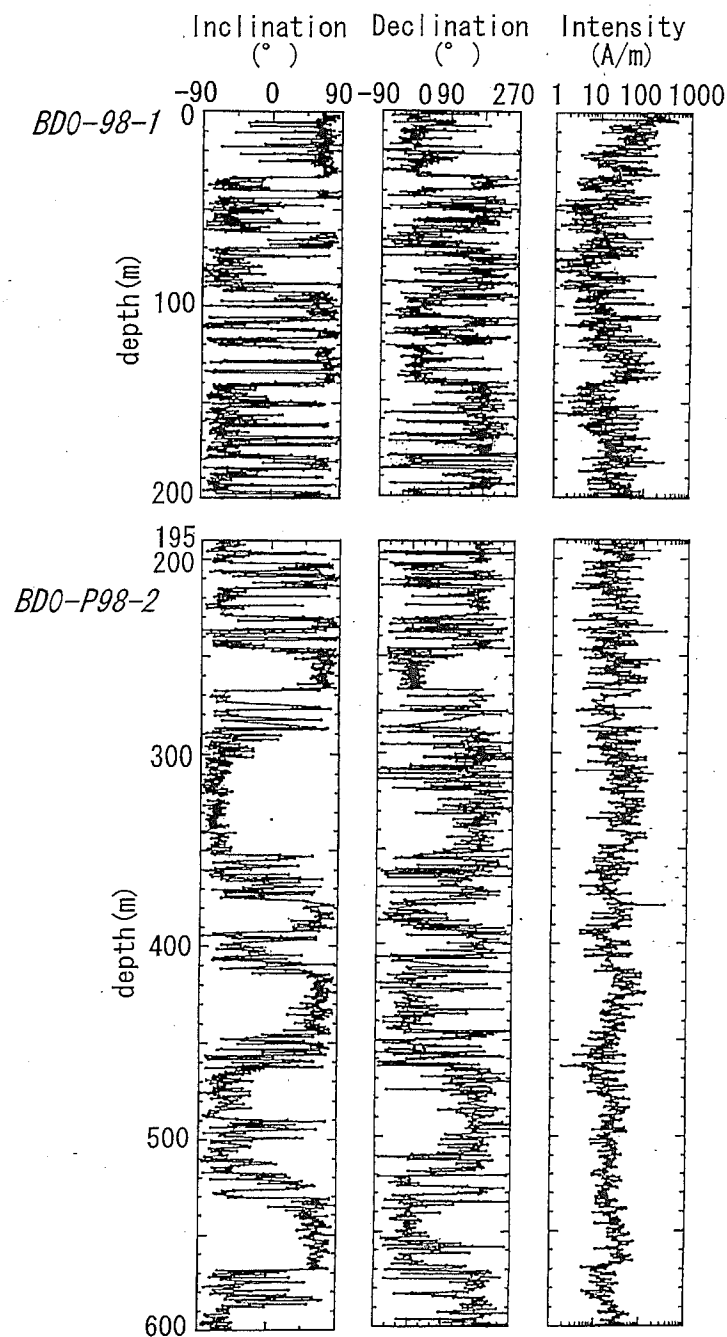 Inclination Declination Intensity
(°) (°) (A/m)
-90 0 90 -90 0 90 270 1 10 100 1000
BDO-98-1
0
100
200
depth(m)
195
200
BDO-P98-2
300
400
500
600
depth(m)